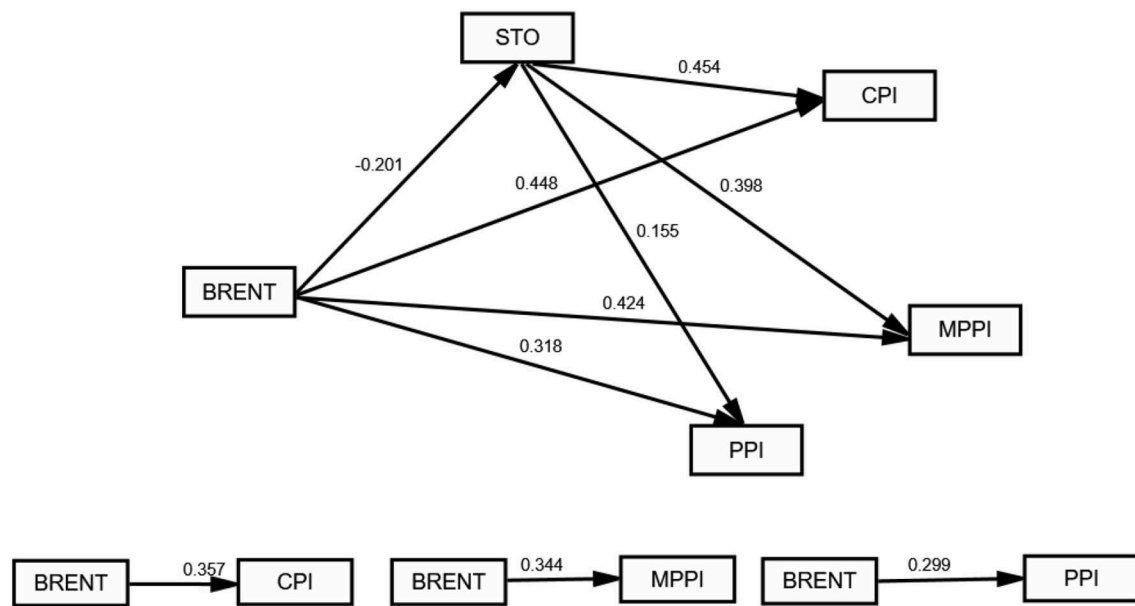 STO
0.454
CPI
-0.201
0.448
0.398
0.155
BRENT
0.424
MPPI
0.318
PPI
BRENT
0.357
CPI
BRENT
0.344
MPPI
BRENT
0.299
PPI